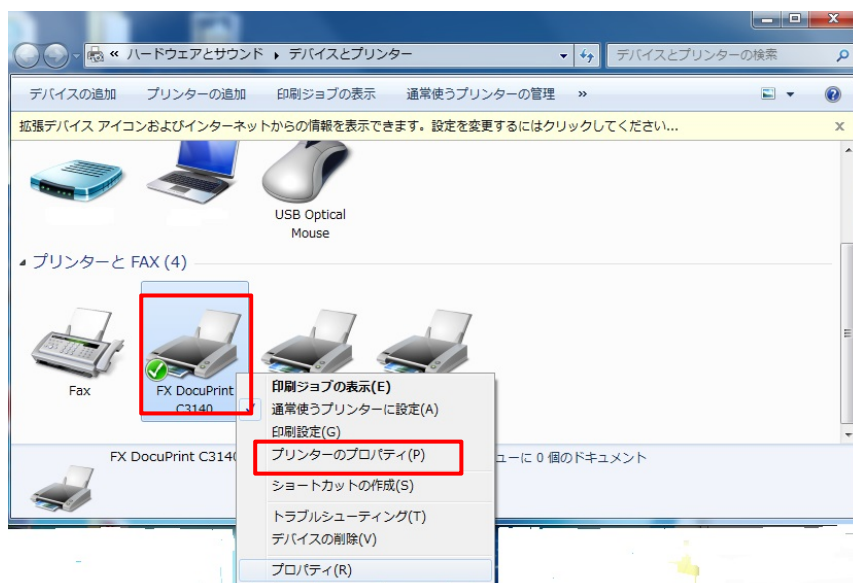 « ハードウェアとサウンド ▸ デバイスとプリンター
デバイスとプリンターの検索
デバイスの追加 プリンターの追加 印刷ジョブの表示 通常使うプリンターの管理 »
拡張デバイス アイコンおよびインターネットからの情報を表示できます。設定を変更するにはクリックしてください...
USB Optical
Mouse
プリンターと FAX (4)
Fax
FX DocuPrint
C3140
印刷ジョブの表示(E)
通常使うプリンターに設定(A)
印刷設定(G)
プリンターのプロパティ(P)
ショートカットの作成(S)
トラブルシューティング(T)
デバイスの削除(V)
プロパティ(R)
FX DocuPrint C3140
ューに 0 個のドキュメント